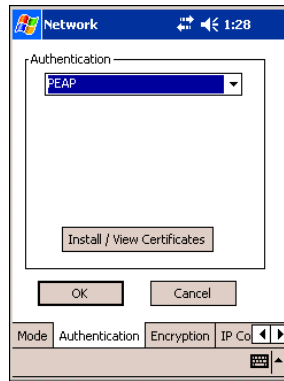 Network 1:28
Authentication
PEAP
Install / View Certificates
OK Cancel
Mode Authentication Encryption IP Co